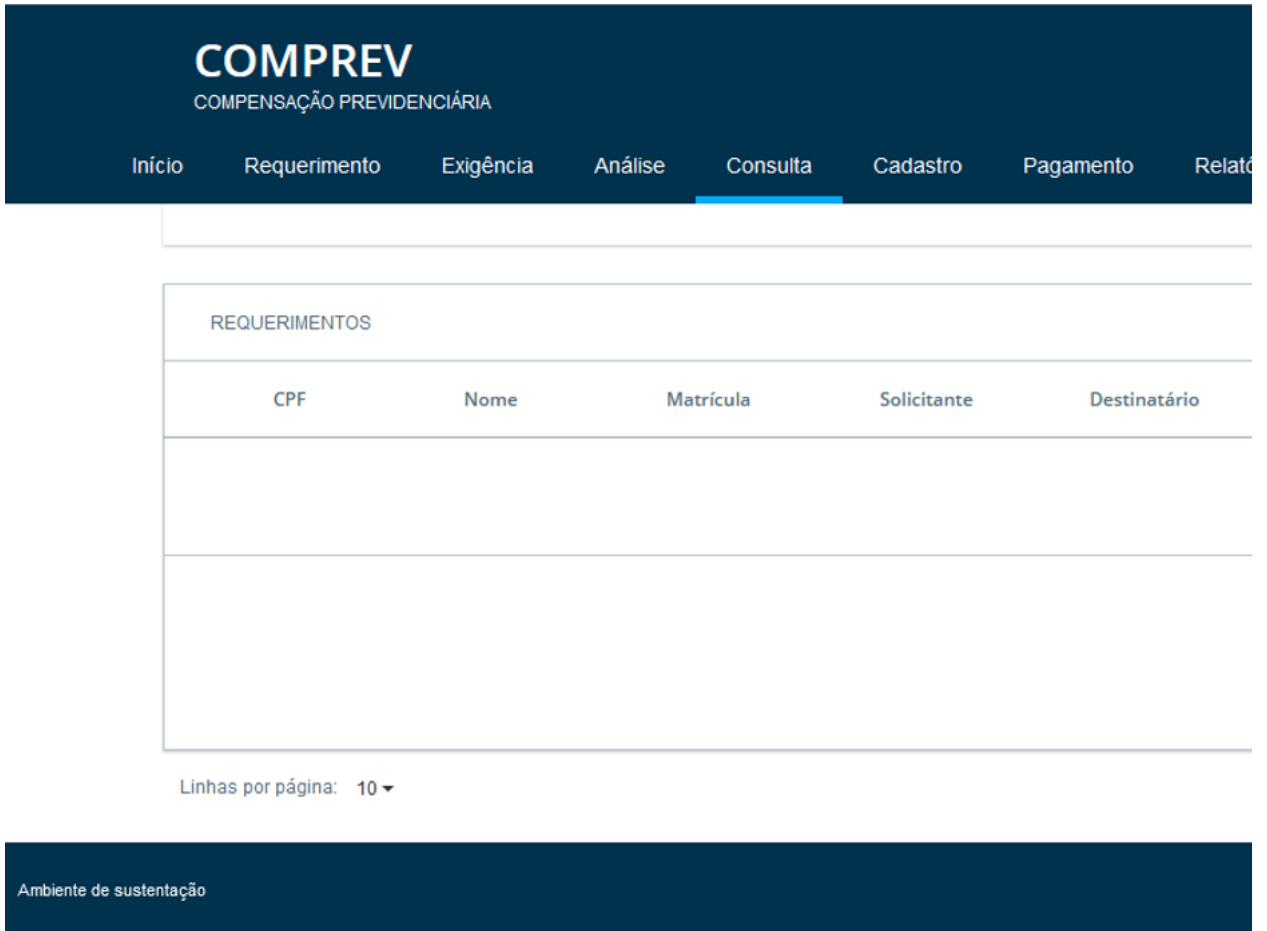 COMPREV
COMPENSAÇÃO PREVIDENCIÁRIA
Início Requerimento Exigência Análise Consulta Cadastro Pagamento Relató
REQUERIMENTOS
CPF Nome Matrícula Solicitante Destinatário
Linhas por página: 10
Ambiente de sustentação